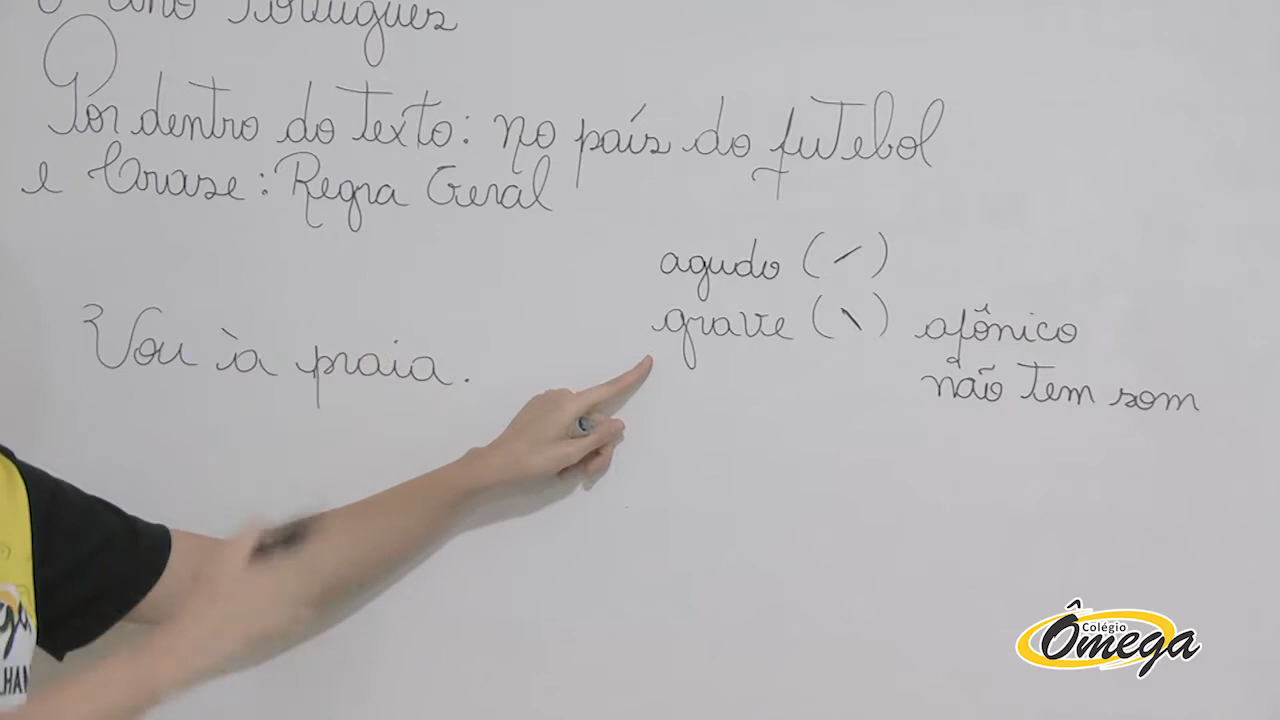 Português
Por dentro do texto: no país do futebol
e Crase: Regra Geral
agudo (´)
grave (`) afônico
não tem som
Vou à praia.
Colégio
Ômega